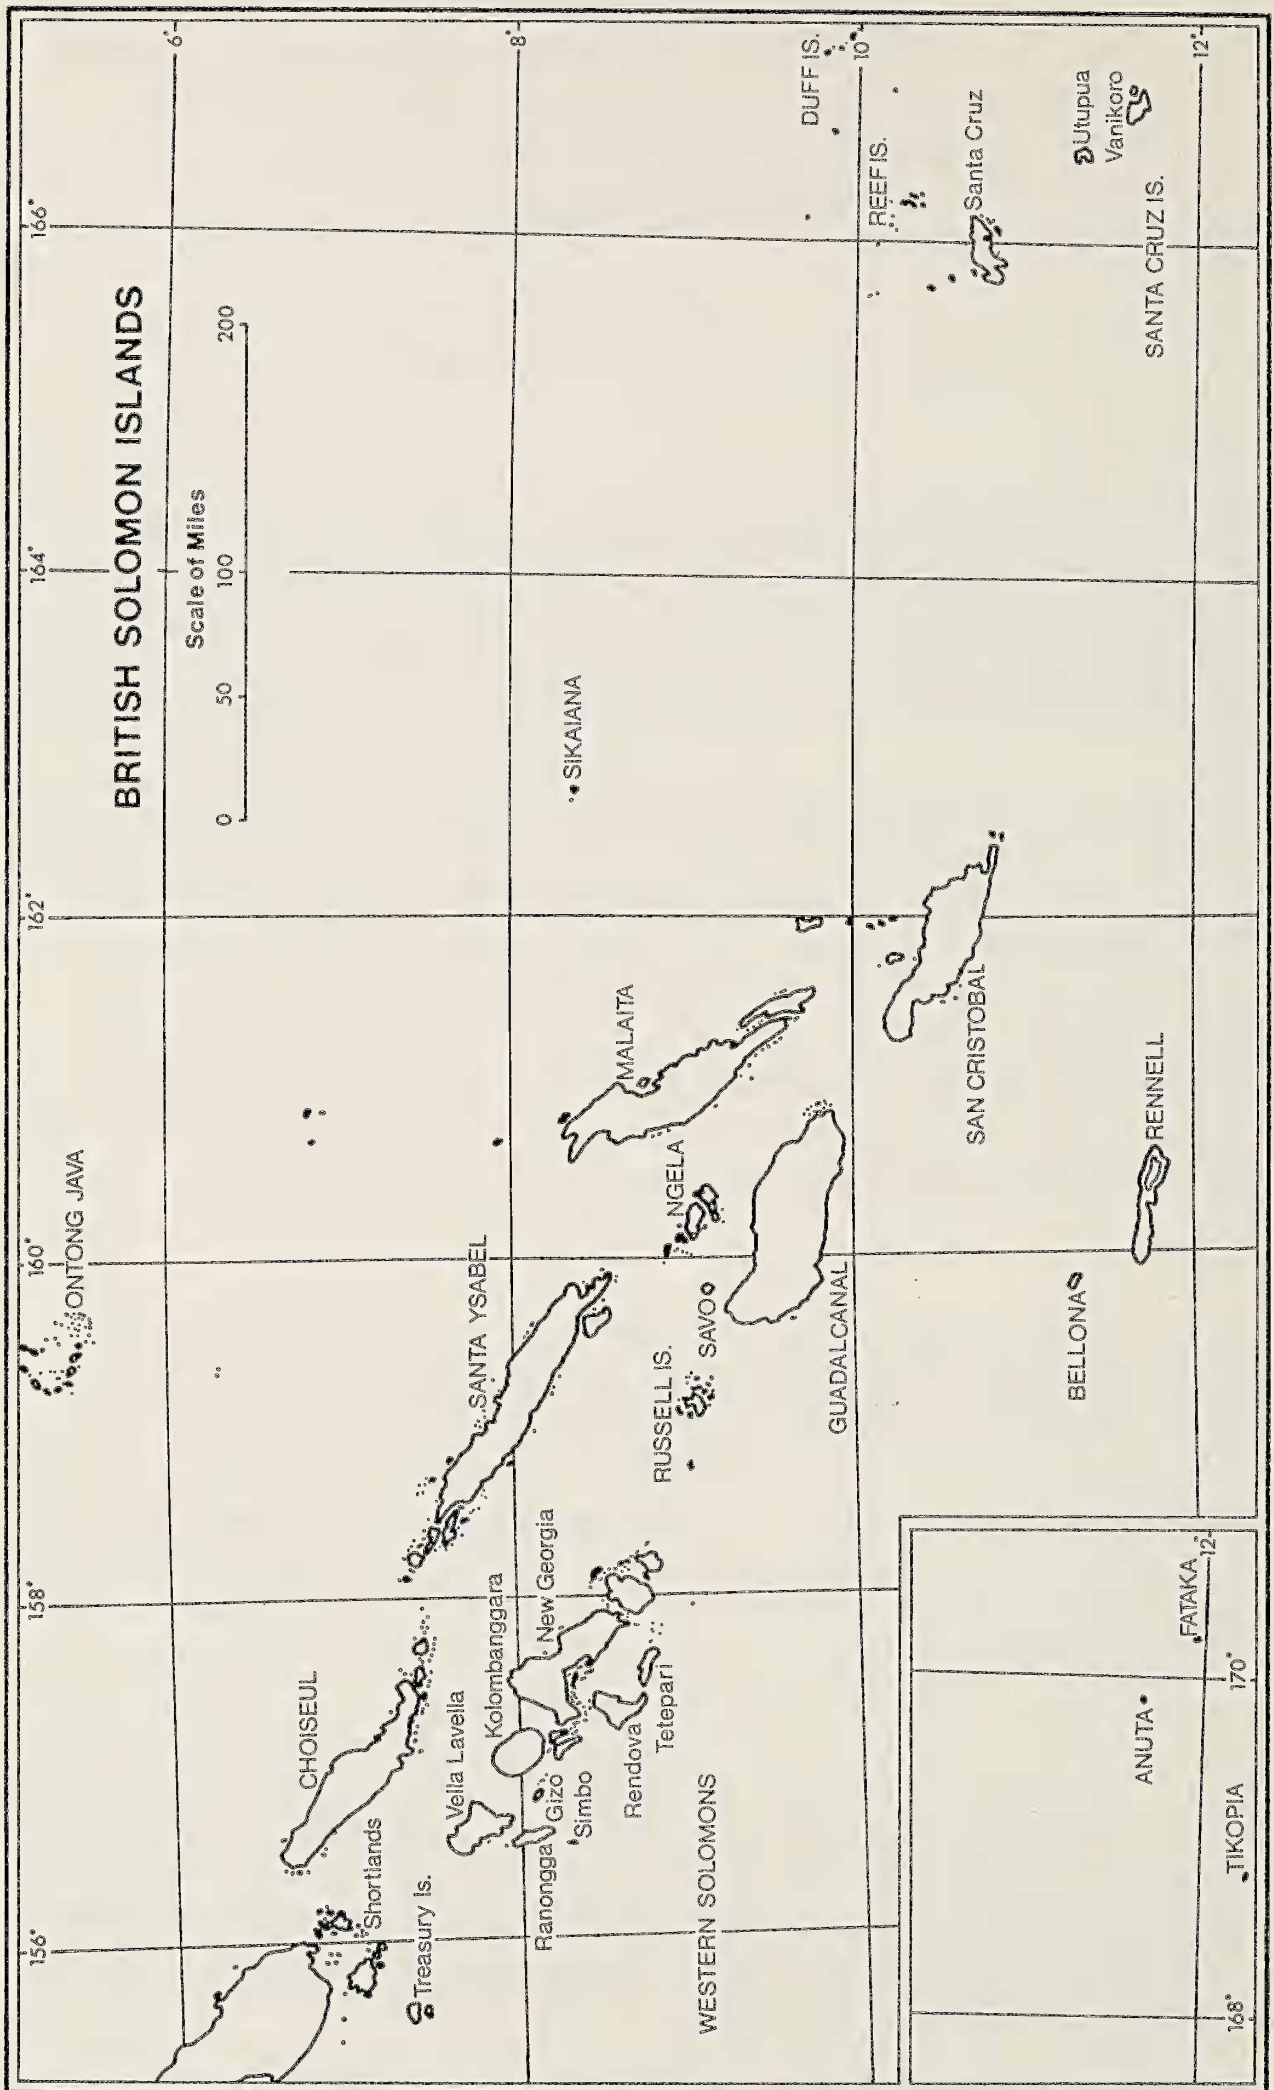 BRITISH SOLOMON ISLANDS
Scale of Miles
0 50 100 200
156° 158° 160° 162° 164° 166°
6°
8°
10°
12°
ONTONG JAVA
CHOISEUL
Shortlands
Treasury Is.
Vella Lavella
Kolombanggara
New Georgia
Ranongga
Gizo
Simbo
Rendova
Tetepari
WESTERN SOLOMONS
SANTA YSABEL
RUSSELL IS.
SAVO
NGELA
GUADALCANAL
MALAITA
SIKAIANA
SAN CRISTOBAL
BELLONA
RENNELL
DUFF IS.
REEF IS.
Santa Cruz
Utupua
Vanikoro
SANTA CRUZ IS.
ANUTA
FATAKA
TIKOPIA
12°
168° 170°